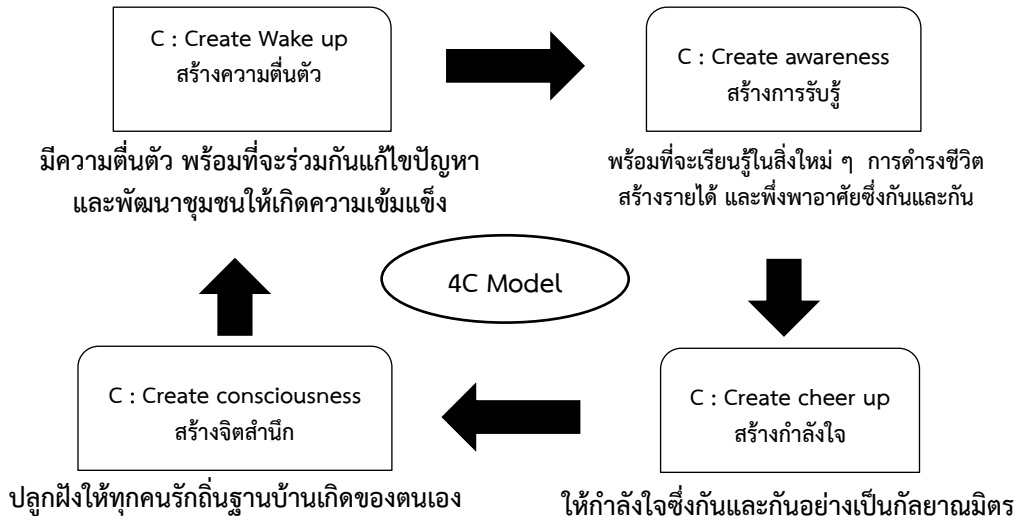 C : Create Wake up
สร้างความตื่นตัว
มีความตื่นตัว พร้อมที่จะร่วมกันแก้ไขปัญหา
และพัฒนาชุมชนให้เกิดความเข้มแข็ง
C : Create awareness
สร้างการรับรู้
พร้อมที่จะเรียนรู้ในสิ่งใหม่ ๆ การดำรงชีวิต
สร้างรายได้ และพึ่งพาอาศัยซึ่งกันและกัน
4C Model
C : Create consciousness
สร้างจิตสำนึก
ปลูกฝังให้ทุกคนรักถิ่นฐานบ้านเกิดของตนเอง
C : Create cheer up
สร้างกำลังใจ
ให้กำลังใจซึ่งกันและกันอย่างเป็นกัลยาณมิตร